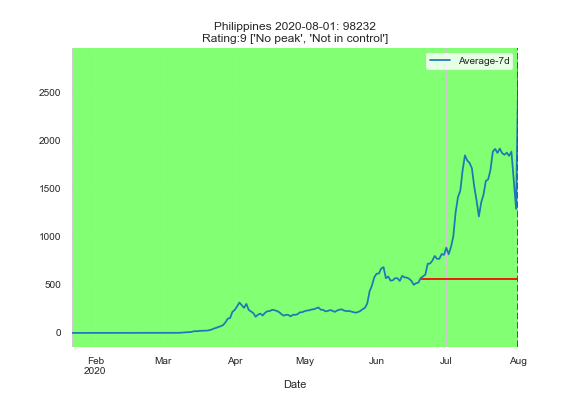 Philippines 2020-08-01: 98232
Rating:9 ['No peak', 'Not in control']
Average-7d
2500
2000
1500
1000
500
0
Feb Mar Apr May Jun Jul Aug
2020
Date